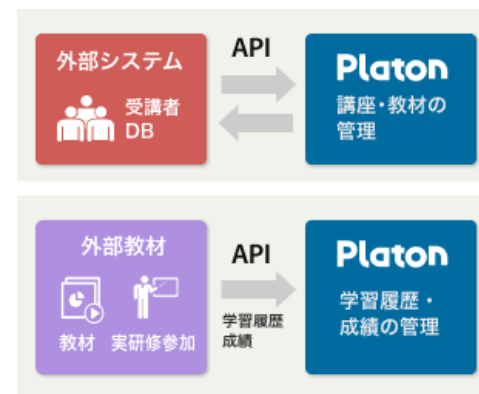 外部システム
受講者
DB
API
Platon
講座・教材の
管理
外部教材
教材
実研修参加
API
学習履歴
成績
Platon
学習履歴・
成績の管理